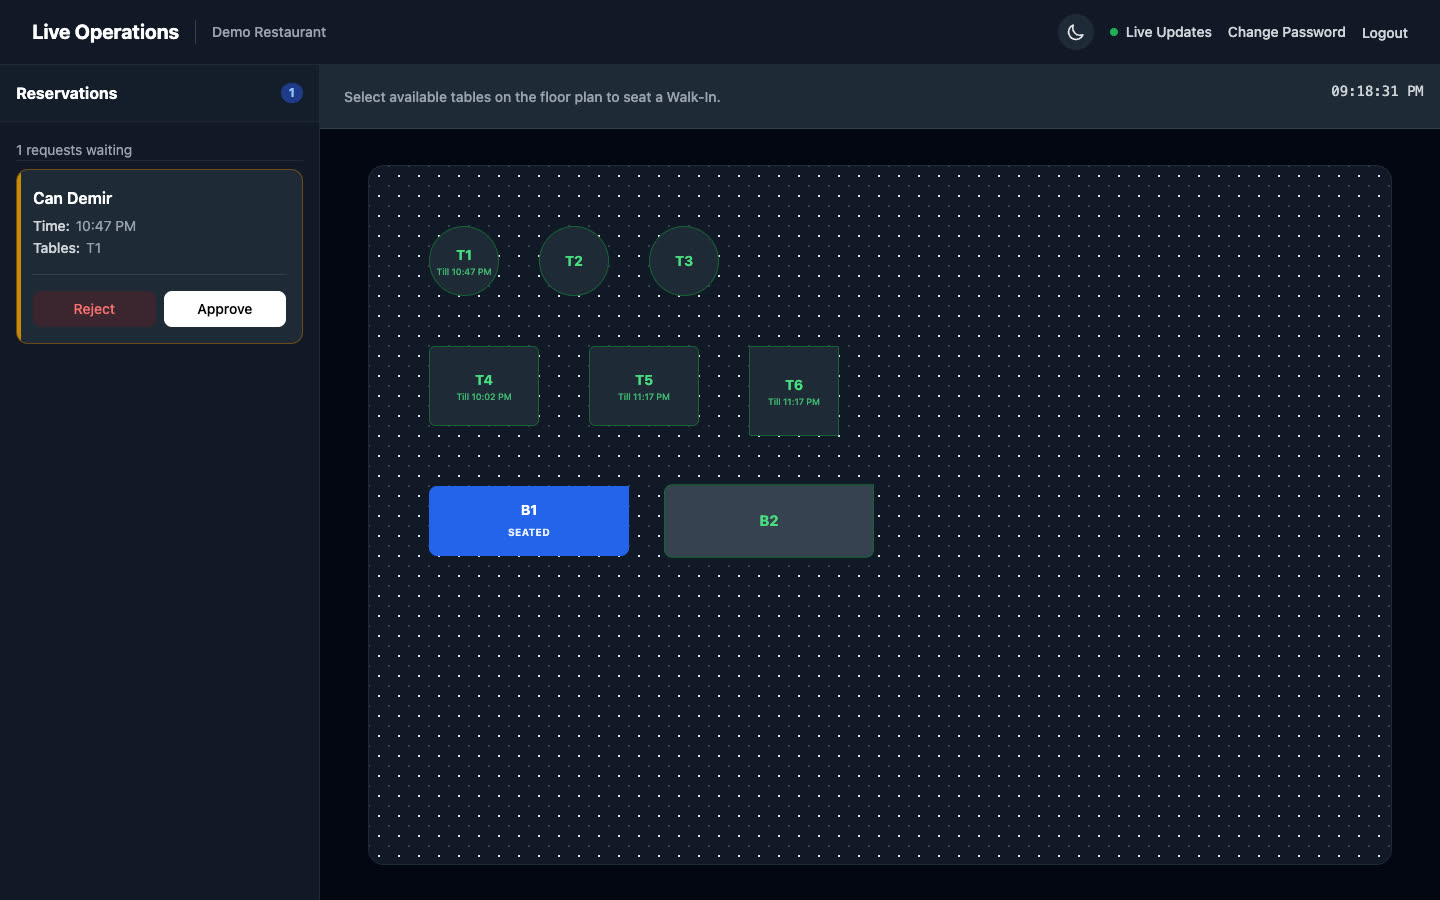 Live Operations
Demo Restaurant
Live Updates
Change Password
Logout
Reservations
1
Select available tables on the floor plan to seat a Walk-In.
09:18:31 PM
1 requests waiting
Can Demir
Time: 10:47 PM
Tables: T1
Reject
Approve
T1
Till 10:47 PM
T2
T3
T4
Till 10:02 PM
T5
Till 11:17 PM
T6
Till 11:17 PM
B1
SEATED
B2